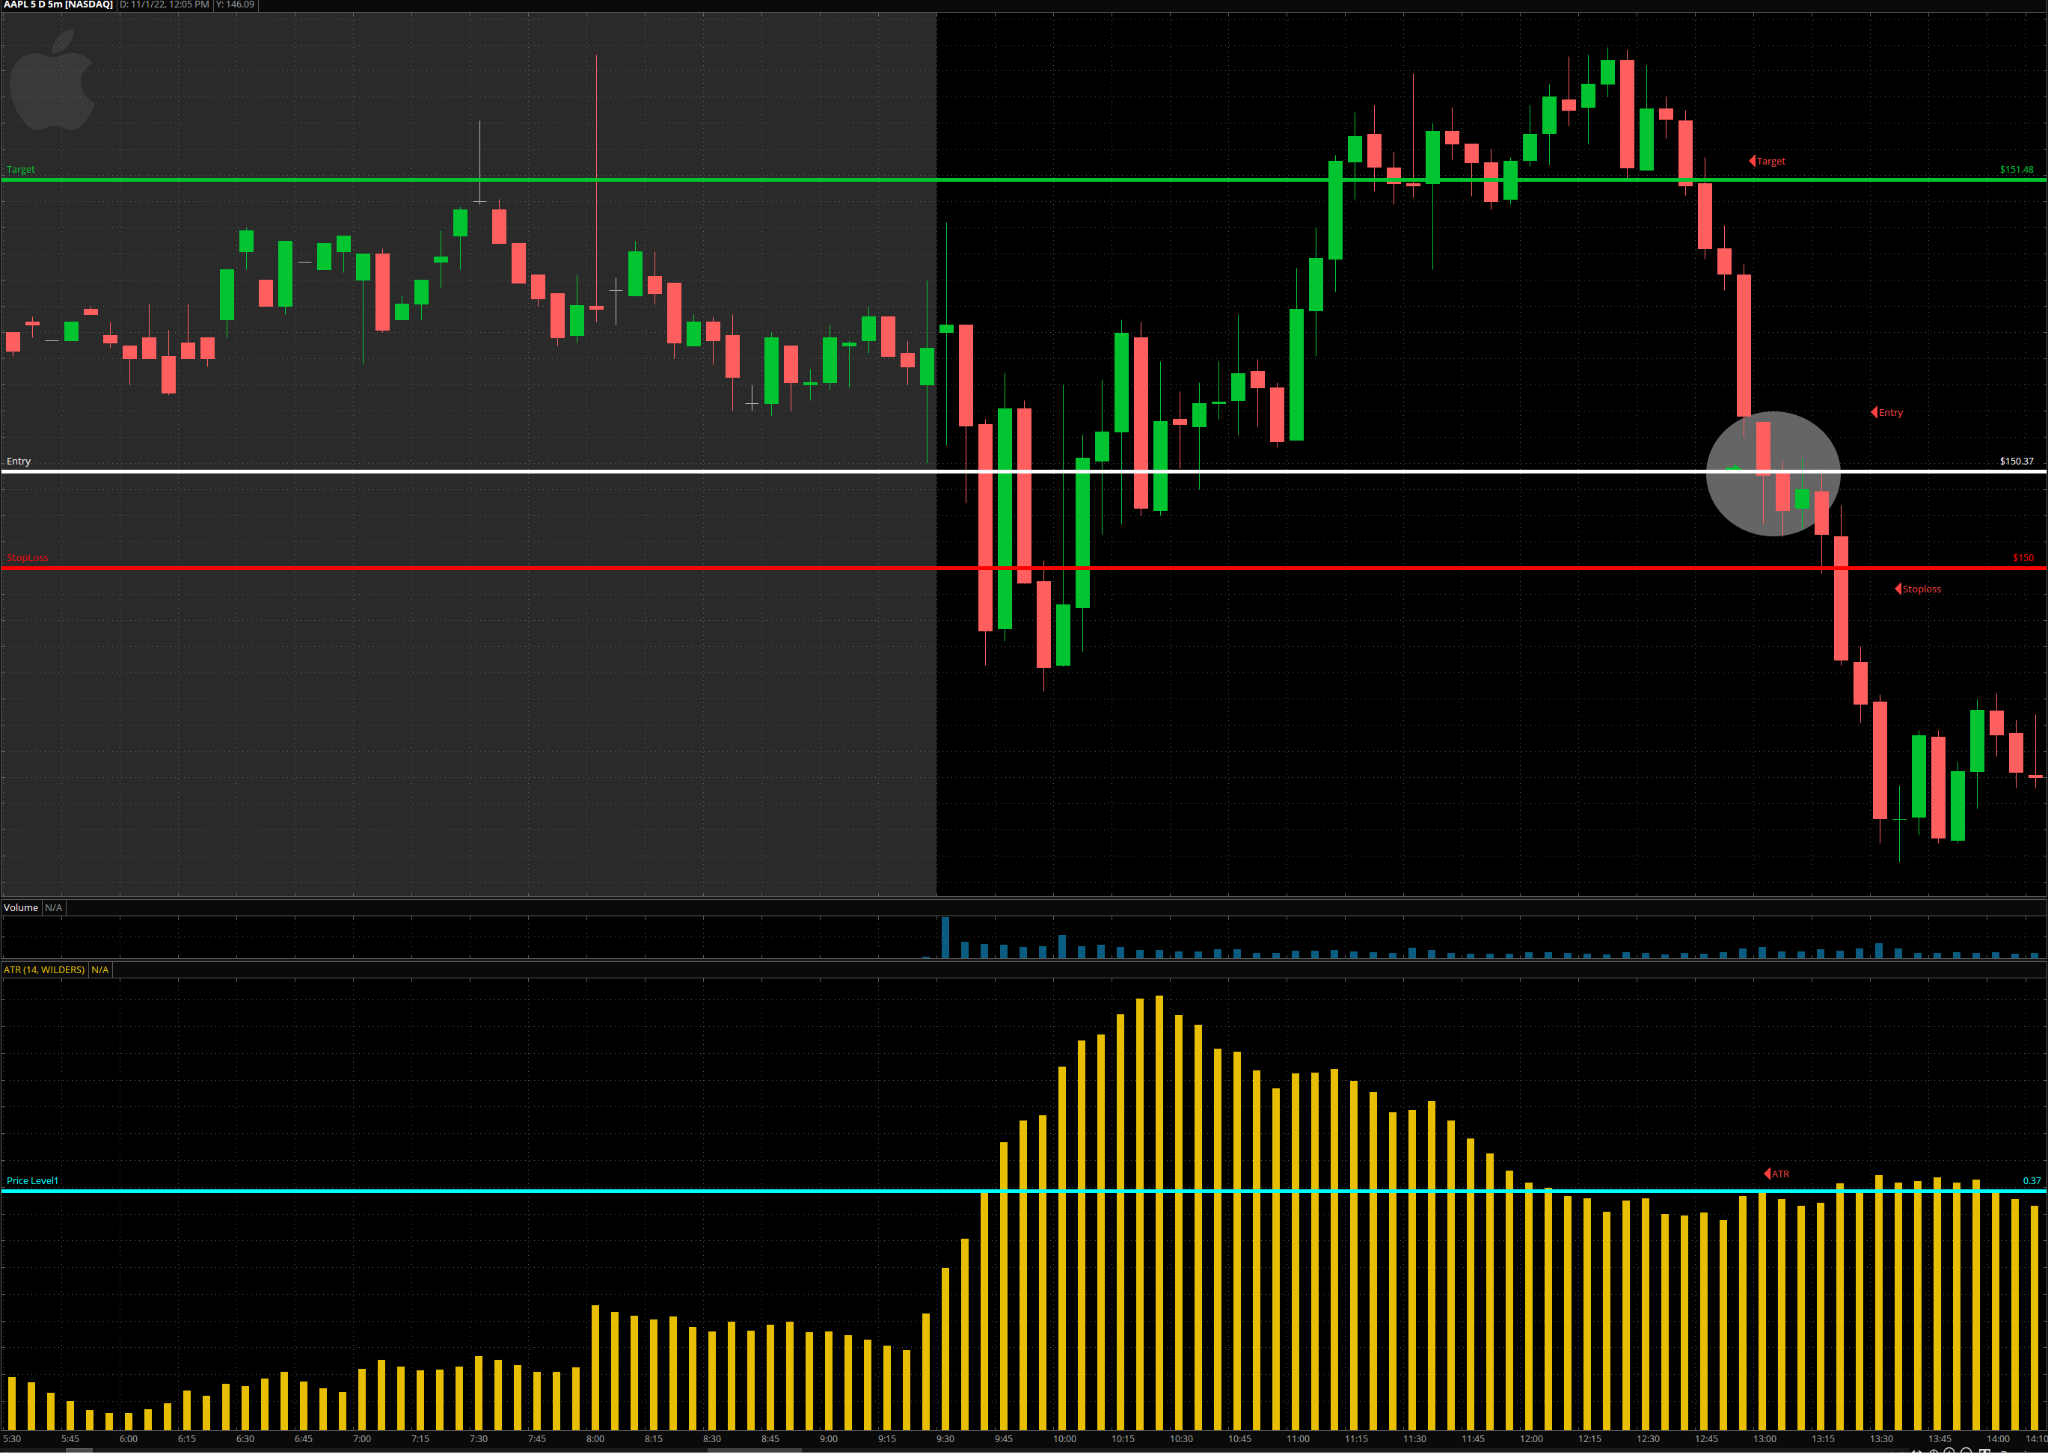 AAPL 5 D 5m [NASDAQ] D: 11/1/22, 12:05 PM Y: 146.09
Target
Target $151.48
Entry
Entry $150.37
StopLoss $150
Stoploss
Volume N/A
ATR (14, WILDERS) N/A
ATR
Price Level1 0.37
5:30 5:45 6:00 6:15 6:30 6:45 7:00 7:15 7:30 7:45 8:00 8:15 8:30 8:45 9:00 9:15 9:30 9:45 10:00 10:15 10:30 10:45 11:00 11:15 11:30 11:45 12:00 12:15 12:30 12:45 13:00 13:15 13:30 13:45 14:00 14:10